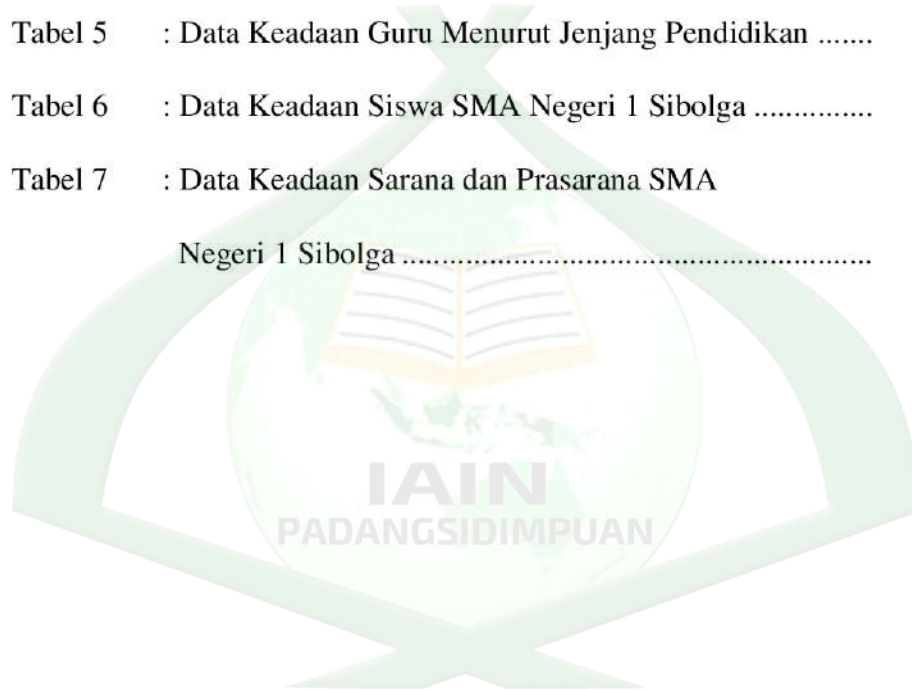 Tabel 5 : Data Keadaan Guru Menurut Jenjang Pendidikan .......
Tabel 6 : Data Keadaan Siswa SMA Negeri 1 Sibolga ...............
Tabel 7 : Data Keadaan Sarana dan Prasarana SMA
Negeri 1 Sibolga ...........................................................
IAIN
PADANGSIDIMPUAN